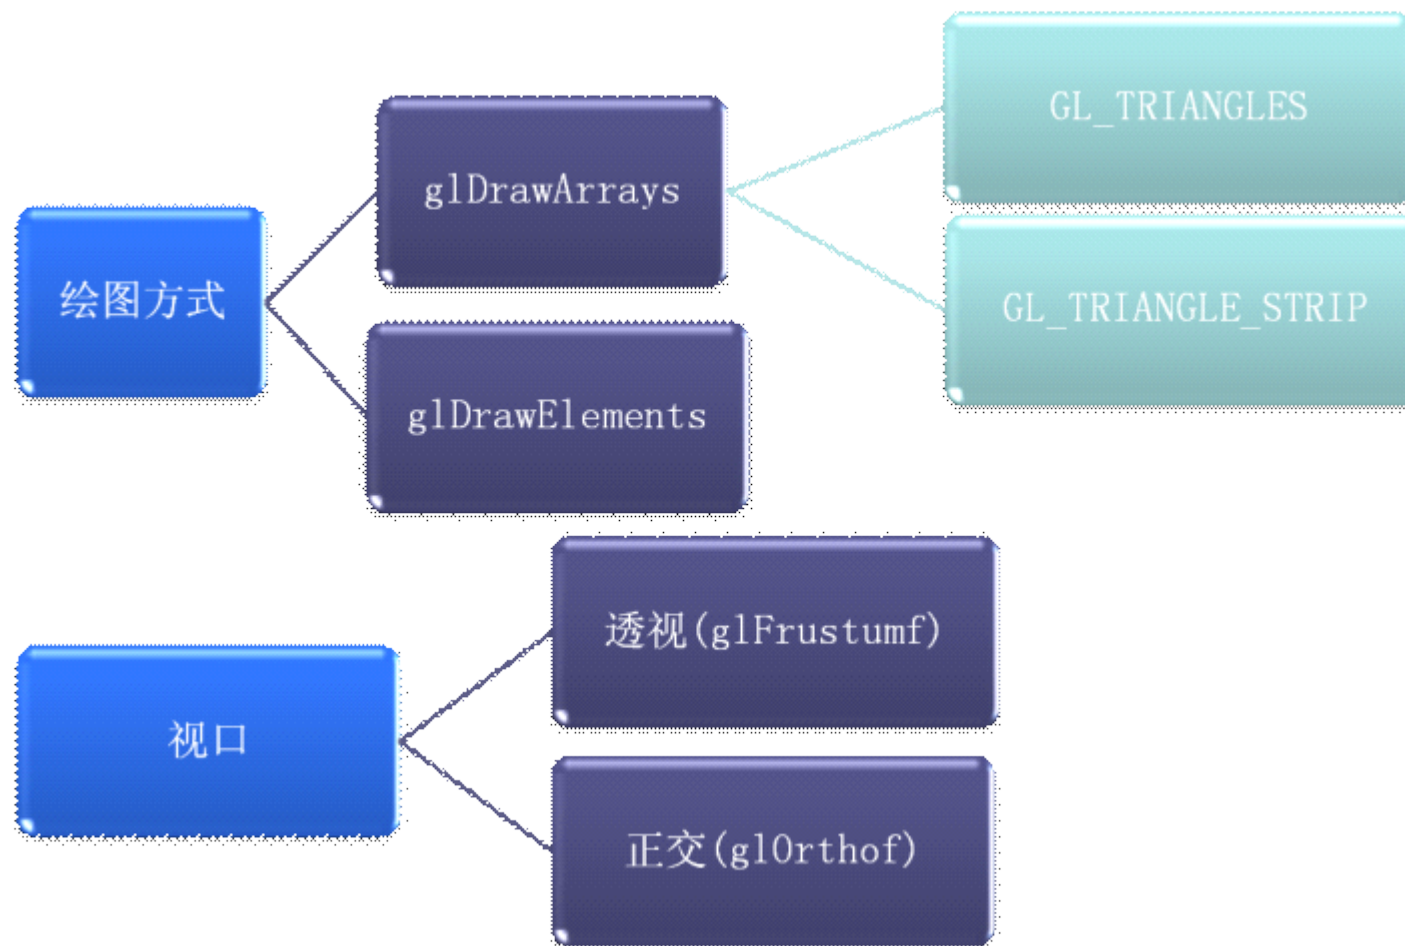 绘图方式
glDrawArrays
GL_TRIANGLES
GL_TRIANGLE_STRIP
glDrawElements
视口
透视(glFrustumf)
正交(glOrthof)